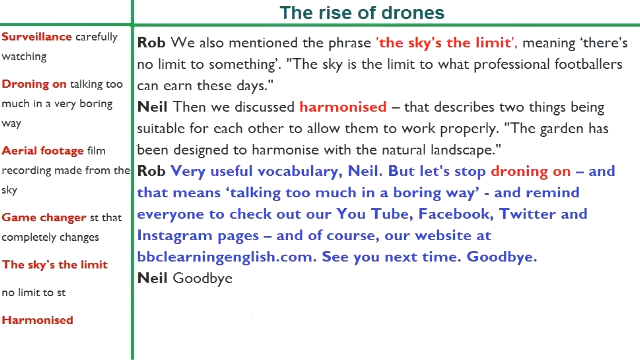 The rise of drones
Surveillance carefully
watching
Droning on talking too
much in a very boring
way
Aerial footage film
recording made from the
sky
Game changer st that
completely changes
The sky's the limit
no limit to st
Harmonised
Rob We also mentioned the phrase 'the sky's the limit', meaning 'there's
no limit to something'. "The sky is the limit to what professional footballers
can earn these days."
Neil Then we discussed harmonised – that describes two things being
suitable for each other to allow them to work properly. "The garden has
been designed to harmonise with the natural landscape."
Rob Very useful vocabulary, Neil. But let's stop droning on – and
that means 'talking too much in a boring way' - and remind
everyone to check out our You Tube, Facebook, Twitter and
Instagram pages – and of course, our website at
bbclearningenglish.com. See you next time. Goodbye.
Neil Goodbye